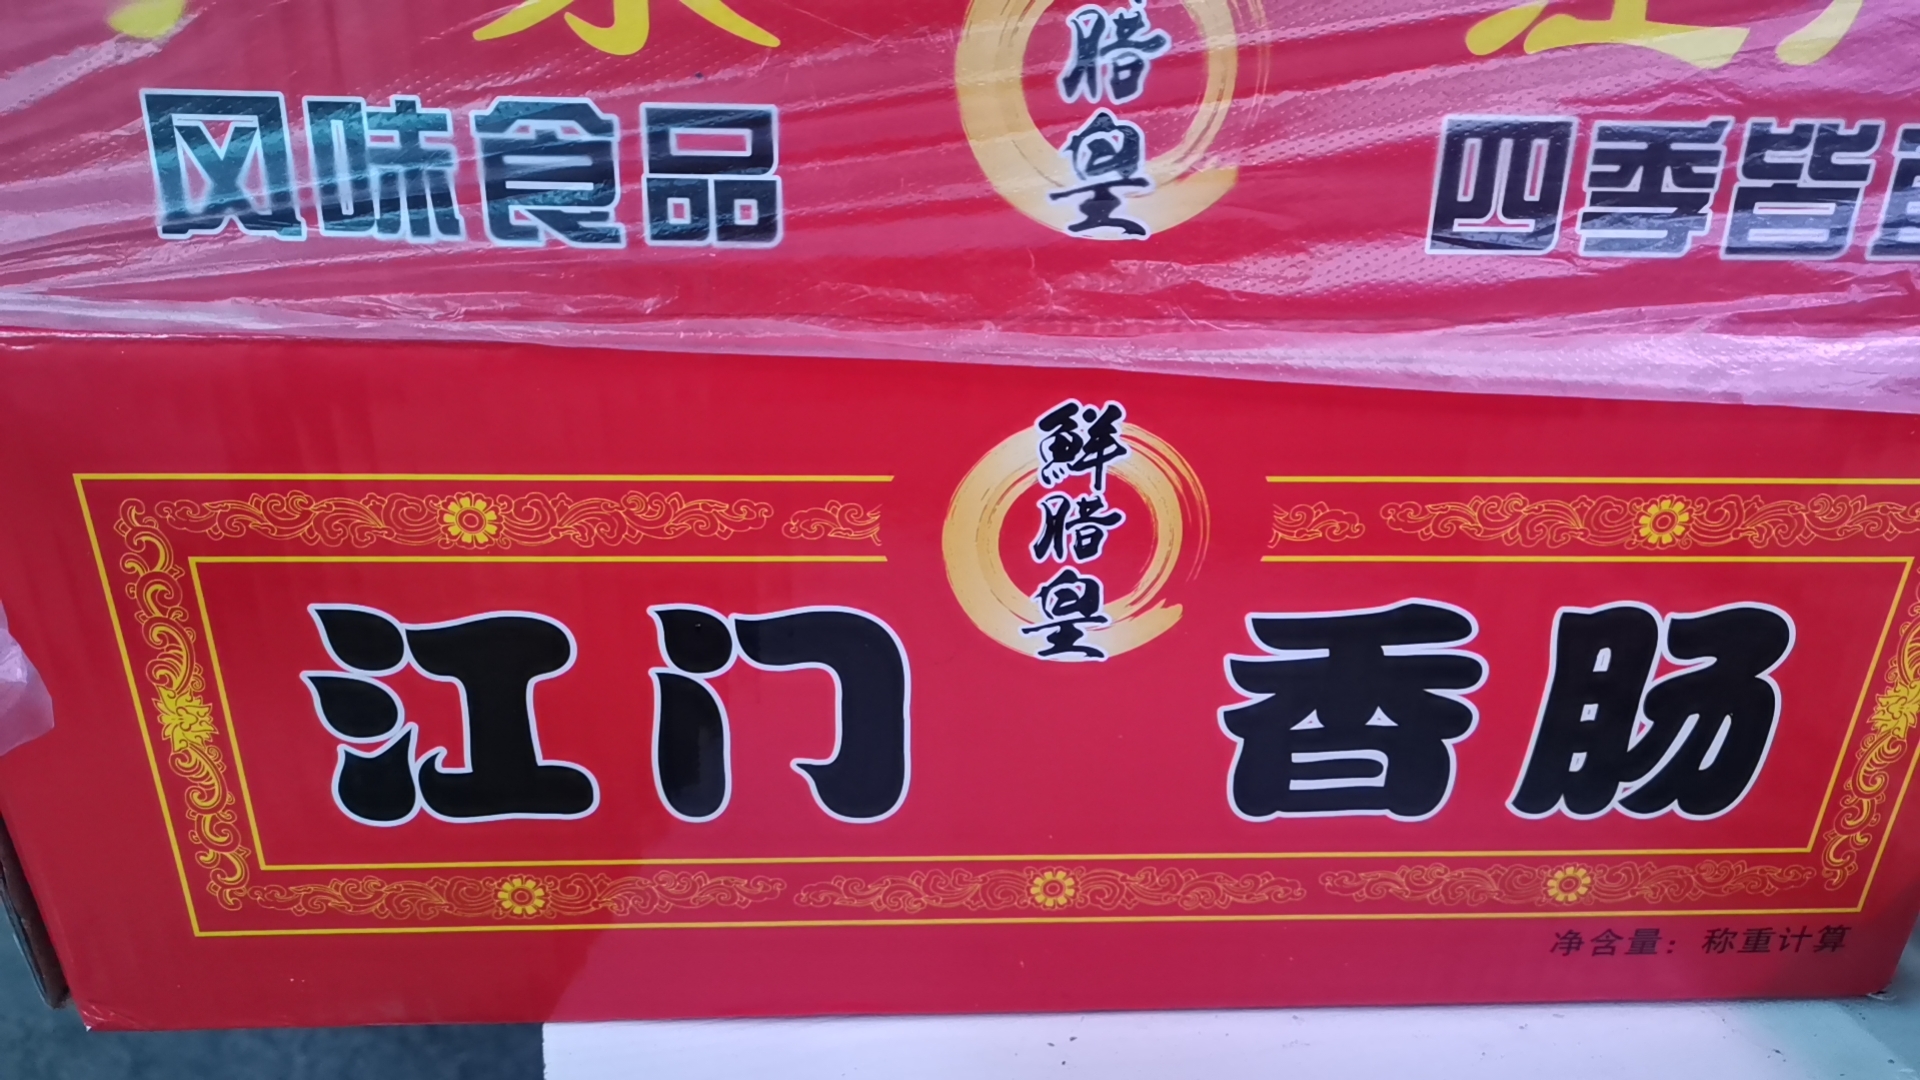 风味食品
腊
皇
四季皆
鮮
腊
皇
江门 香肠
净含量：称重计算